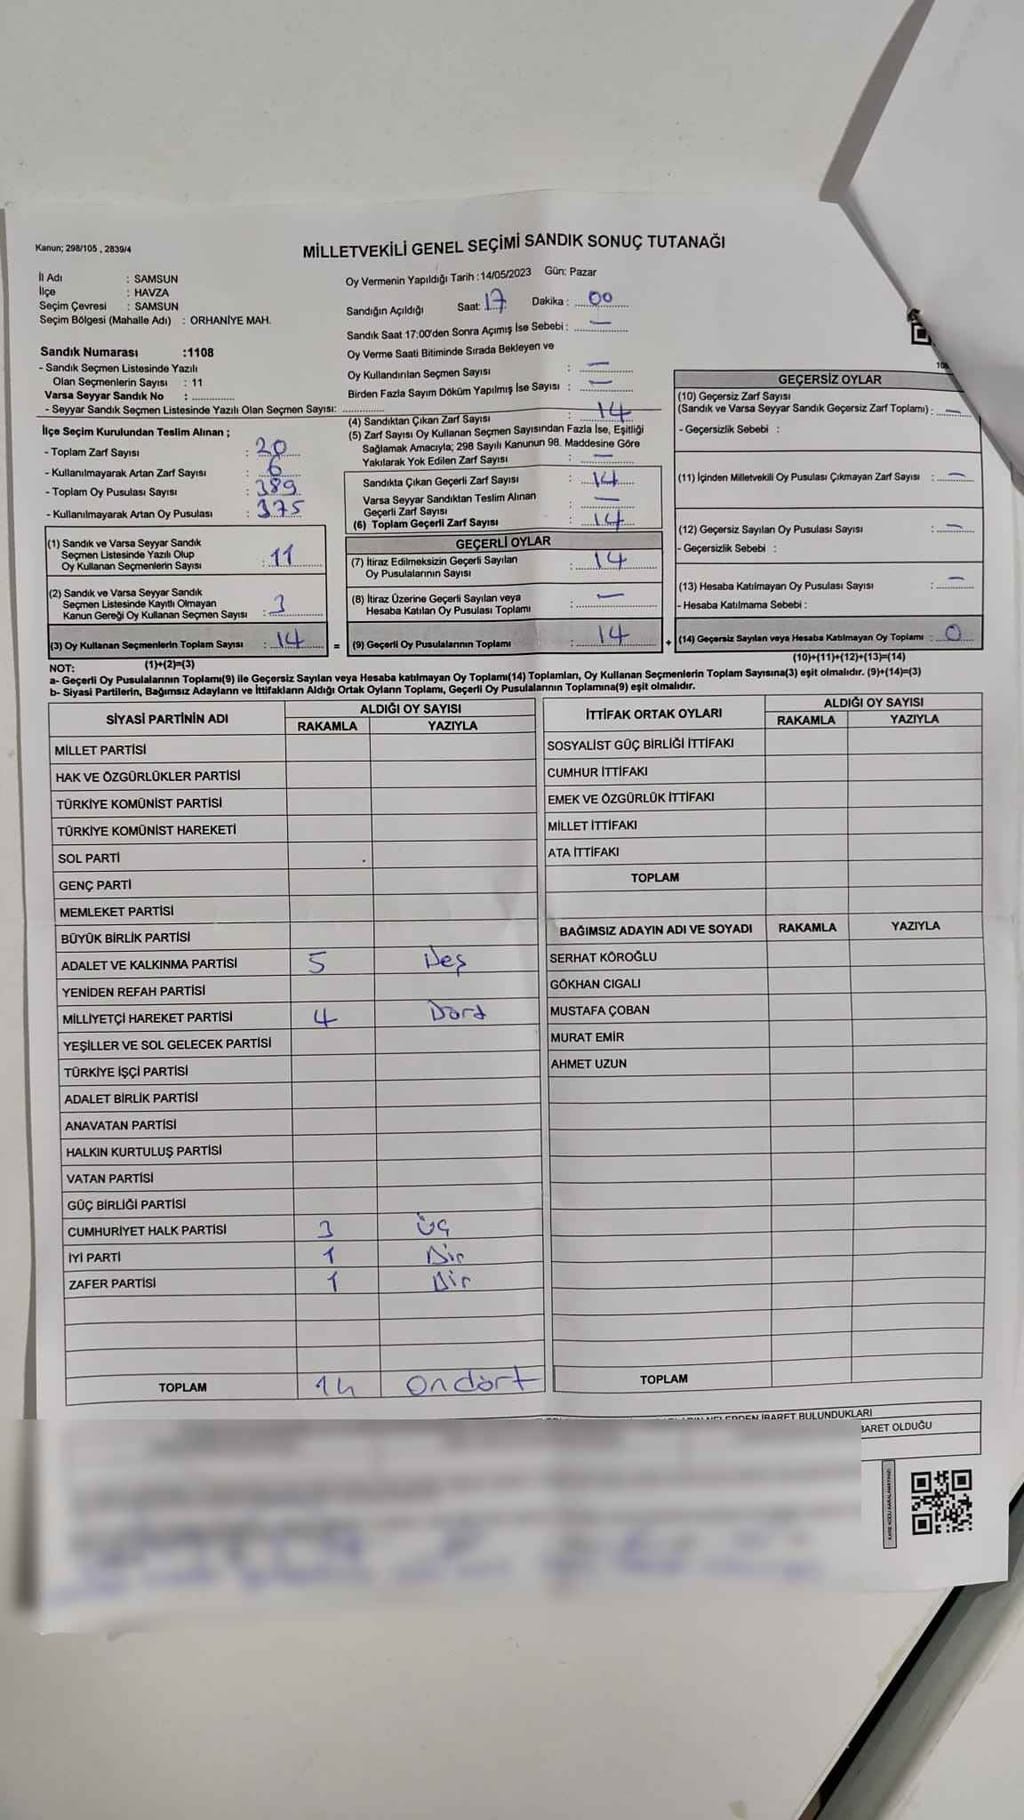 Kanun; 298/105 , 2839/4
MİLLETVEKİLİ GENEL SEÇİMİ SANDIK SONUÇ TUTANAĞI
İl Adı : SAMSUN
İlçe : HAVZA
Seçim Çevresi : SAMSUN
Seçim Bölgesi (Mahalle Adı) : ORHANİYE MAH.
Oy Vermenin Yapıldığı Tarih : 14/05/2023 Gün: Pazar
Sandığın Açıldığı Saat: 17 Dakika : 00
Sandık Saat 17:00'den Sonra Açımış İse Sebebi : —
Oy Verme Saati Bitiminde Sırada Bekleyen ve
Oy Kullandırılan Seçmen Sayısı : —
Birden Fazla Sayım Döküm Yapılmış İse Sayısı : —
Sandık Numarası :1108
- Sandık Seçmen Listesinde Yazılı
Olan Seçmenlerin Sayısı : 11
Varsa Seyyar Sandık No : ..............
- Seyyar Sandık Seçmen Listesinde Yazılı Olan Seçmen Sayısı: ..............
İlçe Seçim Kurulundan Teslim Alınan ;
- Toplam Zarf Sayısı : 20
- Kullanılmayarak Artan Zarf Sayısı : 6
- Toplam Oy Pusulası Sayısı : 389
- Kullanılmayarak Artan Oy Pusulası : 375
(1) Sandık ve Varsa Seyyar Sandık
Seçmen Listesinde Yazılı Olup
Oy Kullanan Seçmenlerin Sayısı : 11
(2) Sandık ve Varsa Seyyar Sandık
Seçmen Listesinde Kayıtlı Olmayan
Kanun Gereği Oy Kullanan Seçmen Sayısı : 3
(3) Oy Kullanan Seçmenlerin Toplam Sayısı : 14 =
(1)+(2)=(3)
(4) Sandıktan Çıkan Zarf Sayısı : 14
(5) Zarf Sayısı Oy Kullanan Seçmen Sayısından Fazla İse, Eşitliği
Sağlamak Amacıyla; 298 Sayılı Kanunun 98. Maddesine Göre
Yakılarak Yok Edilen Zarf Sayısı : —
Sandıkta Çıkan Geçerli Zarf Sayısı : 14
Varsa Seyyar Sandıktan Teslim Alınan
Geçerli Zarf Sayısı : —
(6) Toplam Geçerli Zarf Sayısı : 14
GEÇERLİ OYLAR
(7) İtiraz Edilmeksizin Geçerli Sayılan
Oy Pusulalarının Sayısı : 14
(8) İtiraz Üzerine Geçerli Sayılan veya
Hesaba Katılan Oy Pusulası Toplamı : —
(9) Geçerli Oy Pusulalarının Toplamı : 14 +
GEÇERSİZ OYLAR
(10) Geçersiz Zarf Sayısı
(Sandık ve Varsa Seyyar Sandık Geçersiz Zarf Toplamı) : —
- Geçersizlik Sebebi :
(11) İçinden Milletvekili Oy Pusulası Çıkmayan Zarf Sayısı : —
(12) Geçersiz Sayılan Oy Pusulası Sayısı : —
- Geçersizlik Sebebi :
(13) Hesaba Katılmayan Oy Pusulası Sayısı : —
- Hesaba Katılmama Sebebi :
(14) Geçersiz Sayılan veya Hesaba Katılmayan Oy Toplamı : 0
(10)+(11)+(12)+(13)=(14)
NOT:
a- Geçerli Oy Pusulalarının Toplamı(9) ile Geçersiz Sayılan veya Hesaba katılmayan Oy Toplamı(14) Toplamları, Oy Kullanan Seçmenlerin Toplam Sayısına(3) eşit olmalıdır. (9)+(14)=(3)
b- Siyasi Partilerin, Bağımsız Adayların ve İttifakların Aldığı Ortak Oyların Toplamı, Geçerli Oy Pusulalarının Toplamına(9) eşit olmalıdır.
SİYASİ PARTİNİN ADI ALDIĞI OY SAYISI
RAKAMLA YAZIYLA
MİLLET PARTİSİ
HAK VE ÖZGÜRLÜKLER PARTİSİ
TÜRKİYE KOMÜNİST PARTİSİ
TÜRKİYE KOMÜNİST HAREKETİ
SOL PARTİ
GENÇ PARTİ
MEMLEKET PARTİSİ
BÜYÜK BİRLİK PARTİSİ
ADALET VE KALKINMA PARTİSİ 5 Beş
YENİDEN REFAH PARTİSİ
MİLLİYETÇİ HAREKET PARTİSİ 4 Dört
YEŞİLLER VE SOL GELECEK PARTİSİ
TÜRKİYE İŞÇİ PARTİSİ
ADALET BİRLİK PARTİSİ
ANAVATAN PARTİSİ
HALKIN KURTULUŞ PARTİSİ
VATAN PARTİSİ
GÜÇ BİRLİĞİ PARTİSİ
CUMHURİYET HALK PARTİSİ 3 Üç
İYİ PARTİ 1 Bir
ZAFER PARTİSİ 1 Bir
TOPLAM 14 Ondört
İTTİFAK ORTAK OYLARI ALDIĞI OY SAYISI
RAKAMLA YAZIYLA
SOSYALİST GÜÇ BİRLİĞİ İTTİFAKI
CUMHUR İTTİFAKI
EMEK VE ÖZGÜRLÜK İTTİFAKI
MİLLET İTTİFAKI
ATA İTTİFAKI
TOPLAM
BAĞIMSIZ ADAYIN ADI VE SOYADI RAKAMLA YAZIYLA
SERHAT KÖROĞLU
GÖKHAN CIGALI
MUSTAFA ÇOBAN
MURAT EMİR
AHMET UZUN
TOPLAM
İBARET BULUNDUKLARI
OLDUĞU